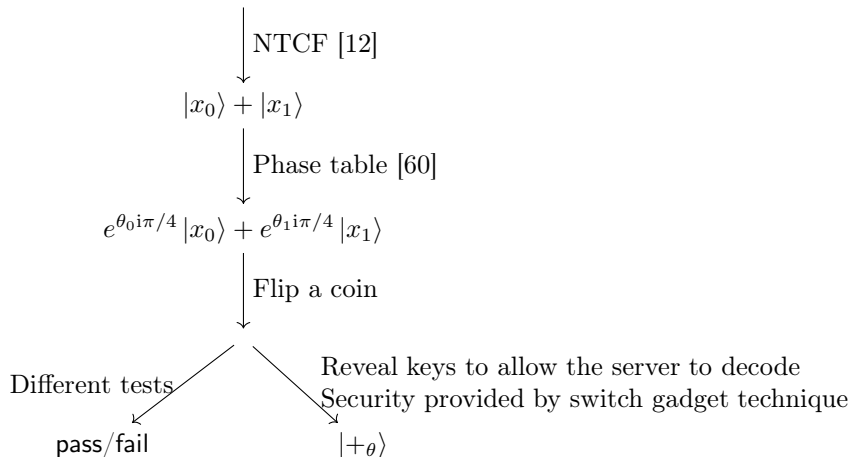 NTCF [12]
|x₀⟩ + |x₁⟩
Phase table [60]
e^{θ₀iπ/4} |x₀⟩ + e^{θ₁iπ/4} |x₁⟩
Flip a coin
Different tests
Reveal keys to allow the server to decode
Security provided by switch gadget technique
pass/fail
|+_θ⟩